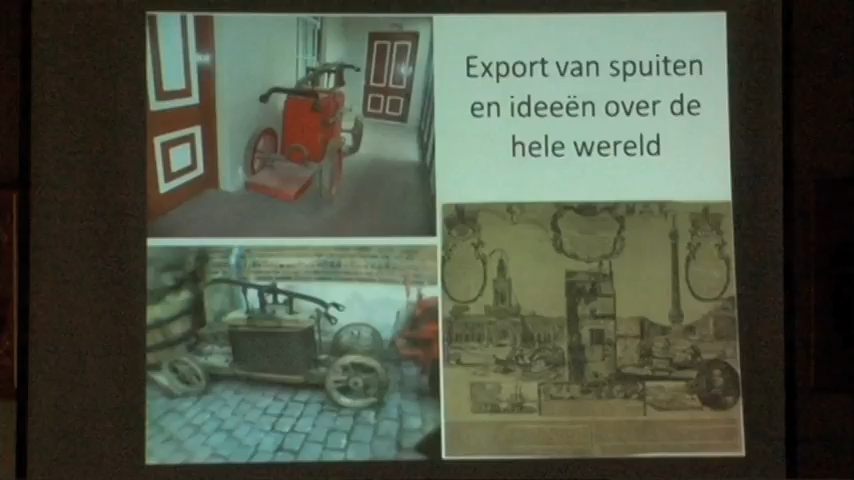 Export van spuiten
en ideeën over de
hele wereld